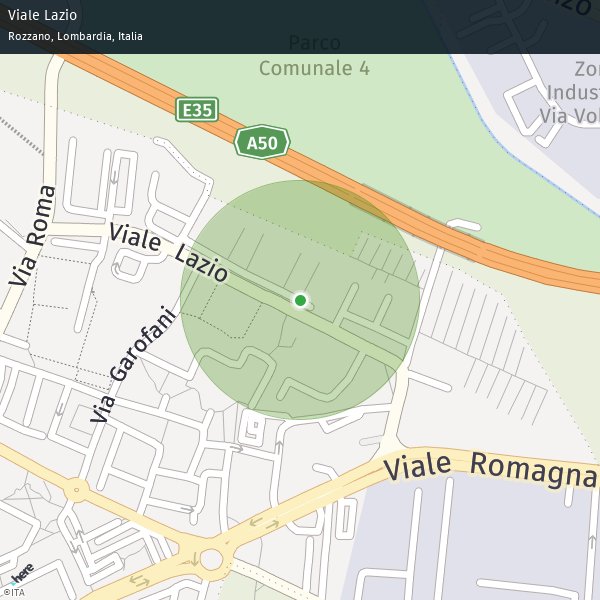 Viale Lazio
Rozzano, Lombardia, Italia
Parco
Comunale 4
Indust
Via Vol
E35
A50
Via Roma
Viale Lazio
Via Garofani
Viale Romagna
here
©ITA